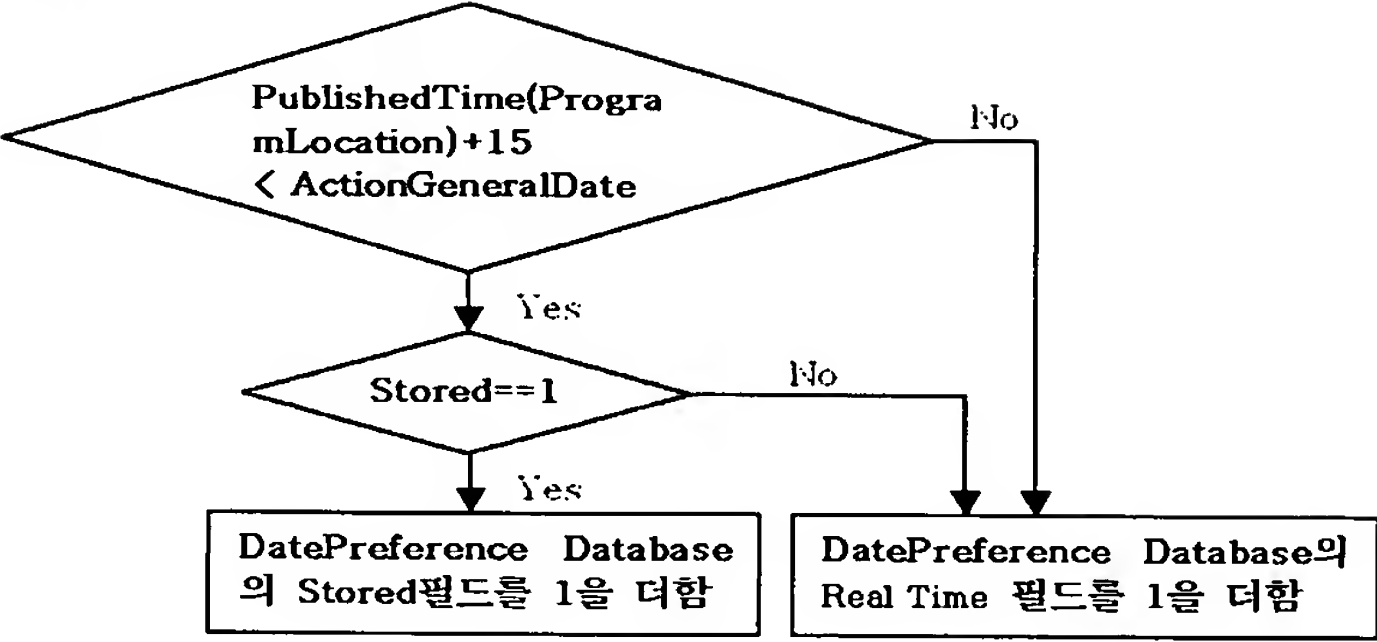 PublishedTime(Progra
mLocation)+15
< ActionGeneralDate
No
Yes
Stored==1
No
Yes
DatePreference Database
의 Stored필드를 1을 더함
DatePreference Database의
Real Time 필드를 1을 더함